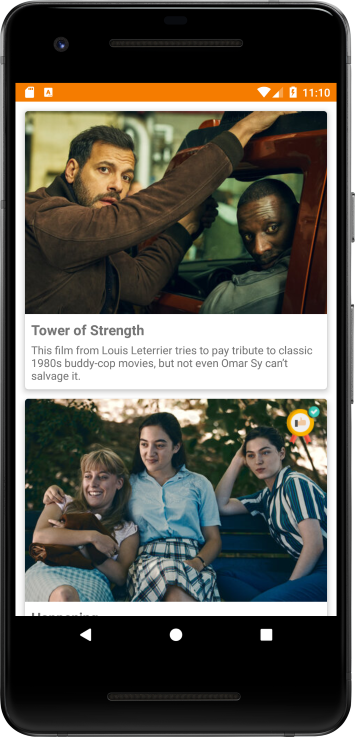 11:10
Tower of Strength
This film from Louis Leterrier tries to pay tribute to classic
1980s buddy-cop movies, but not even Omar Sy can't
salvage it.
Happening